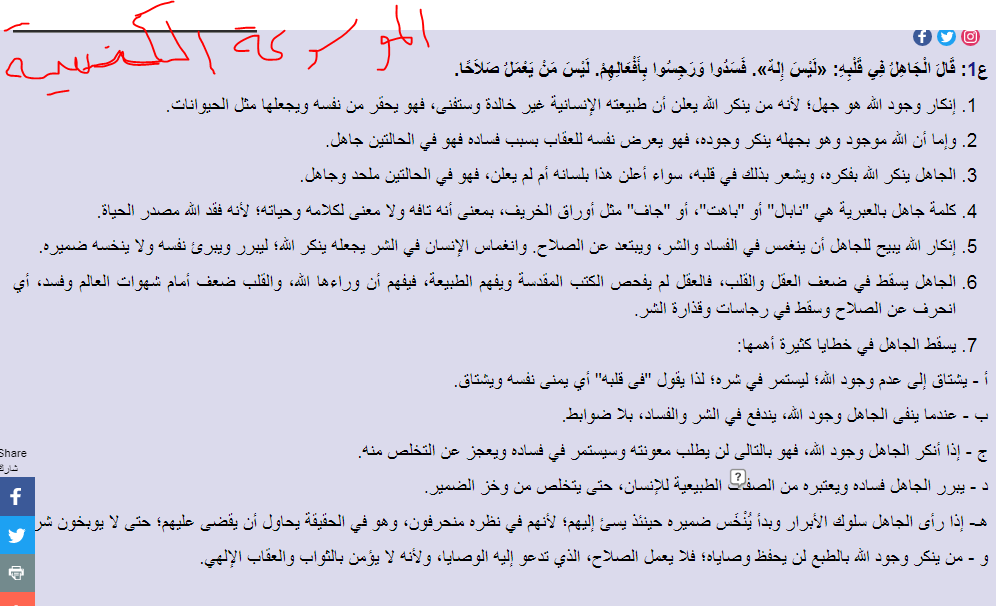 الموسوعة الكنسية
ع1: قَالَ الْجَاهِلُ فِي قَلْبِهِ: «لَيْسَ إِلهٌ». فَسَدُوا وَرَجِسُوا بِأَفْعَالِهِمْ. لَيْسَ مَنْ يَعْمَلُ صَلاَحًا.
1. إنكار وجود الله هو جهل؛ لأنه من ينكر الله يعلن أن طبيعته الإنسانية غير خالدة وستفنى، فهو يحقر من نفسه ويجعلها مثل الحيوانات.
2. وإما أن الله موجود وهو بجهله ينكر وجوده، فهو يعرض نفسه للعقاب بسبب فساده فهو في الحالتين جاهل.
3. الجاهل ينكر الله بفكره، ويشعر بذلك في قلبه، سواء أعلن هذا بلسانه أم لم يعلن، فهو في الحالتين ملحد وجاهل.
4. كلمة جاهل بالعبرية هي "نابال" أو "باهت"، أو "جاف" مثل أوراق الخريف، بمعنى أنه تافه ولا معنى لكلامه وحياته؛ لأنه فقد الله مصدر الحياة.
5. إنكار الله يبيح للجاهل أن ينغمس في الفساد والشر، ويبتعد عن الصلاح. وانغماس الإنسان في الشر يجعله ينكر الله؛ ليبرر ويبرئ نفسه ولا ينخسه ضميره.
6. الجاهل يسقط في ضعف العقل والقلب، فالعقل لم يفحص الكتب المقدسة ويفهم الطبيعة، فيفهم أن وراءها الله، والقلب ضعف أمام شهوات العالم وفسد، أي
انحرف عن الصلاح وسقط في رجاسات وقذارة الشر.
7. يسقط الجاهل في خطايا كثيرة أهمها:
أ - يشتاق إلى عدم وجود الله؛ ليستمر في شره؛ لذا يقول "فى قلبه" أي يمنى نفسه ويشتاق.
ب - عندما ينفى الجاهل وجود الله، يندفع في الشر والفساد، بلا ضوابط.
ج - إذا أنكر الجاهل وجود الله، فهو بالتالى لن يطلب معونته وسيستمر في فساده ويعجز عن التخلص منه.
Share
شارك
د - يبرر الجاهل فساده ويعتبره من الصفات الطبيعية للإنسان، حتى يتخلص من وخز الضمير.
هـ - إذا رأى الجاهل سلوك الأبرار وبدأ يُنْخَس ضميره حينئذ يسئ إليهم؛ لأنهم في نظره منحرفون، وهو في الحقيقة يحاول أن يقضى عليهم؛ حتى لا يوبخون شر
و - من ينكر وجود الله بالطبع لن يحفظ وصاياه؛ فلا يعمل الصلاح، الذي تدعو إليه الوصايا، ولأنه لا يؤمن بالثواب والعقاب الإلهي.